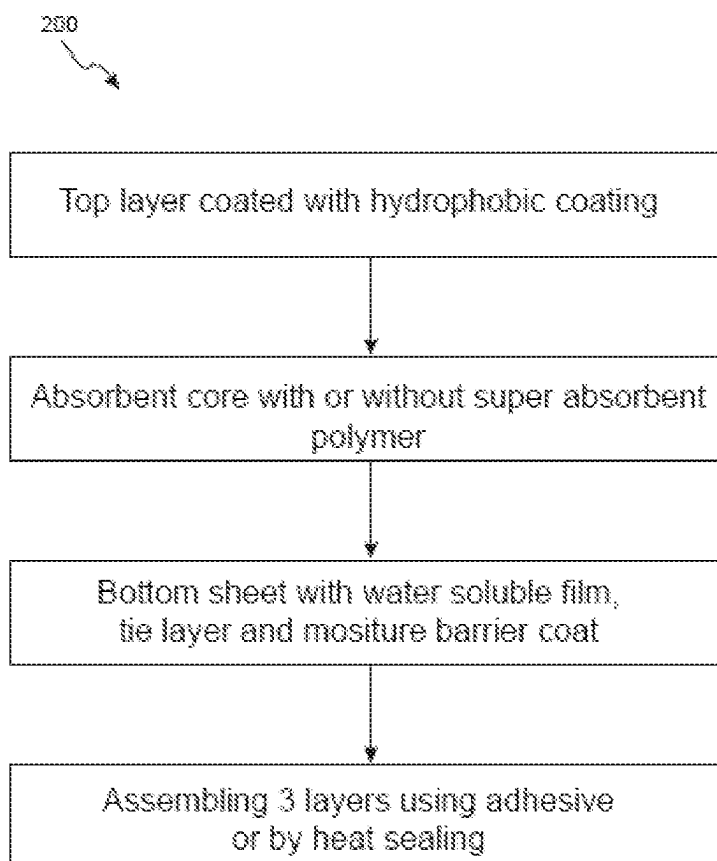 200
Top layer coated with hydrophobic coating
Absorbent core with or without super absorbent
polymer
Bottom sheet with water soluble film,
tie layer and mositure barrier coat
Assembling 3 layers using adhesive
or by heat sealing